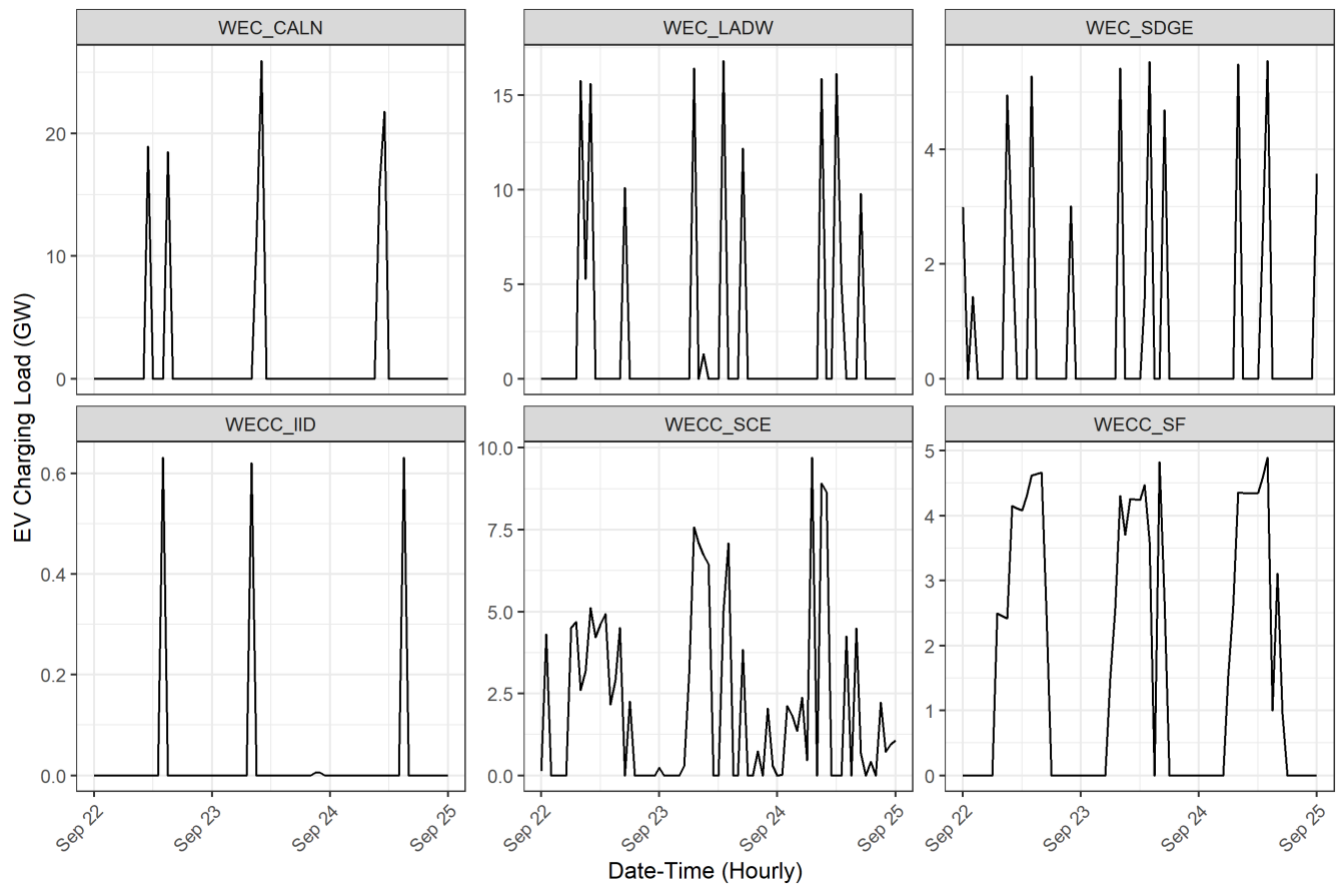 WEC_CALN
WEC_LADW
WEC_SDGE
20
10
0
15
10
5
0
4
2
0
EV Charging Load (GW)
WECC_IID
WECC_SCE
WECC_SF
0.6
0.4
0.2
0.0
10.0
7.5
5.0
2.5
0.0
5
4
3
2
1
0
Sep 22
Sep 23
Sep 24
Sep 25
Sep 22
Sep 23
Sep 24
Sep 25
Sep 22
Sep 23
Sep 24
Sep 25
Date-Time (Hourly)